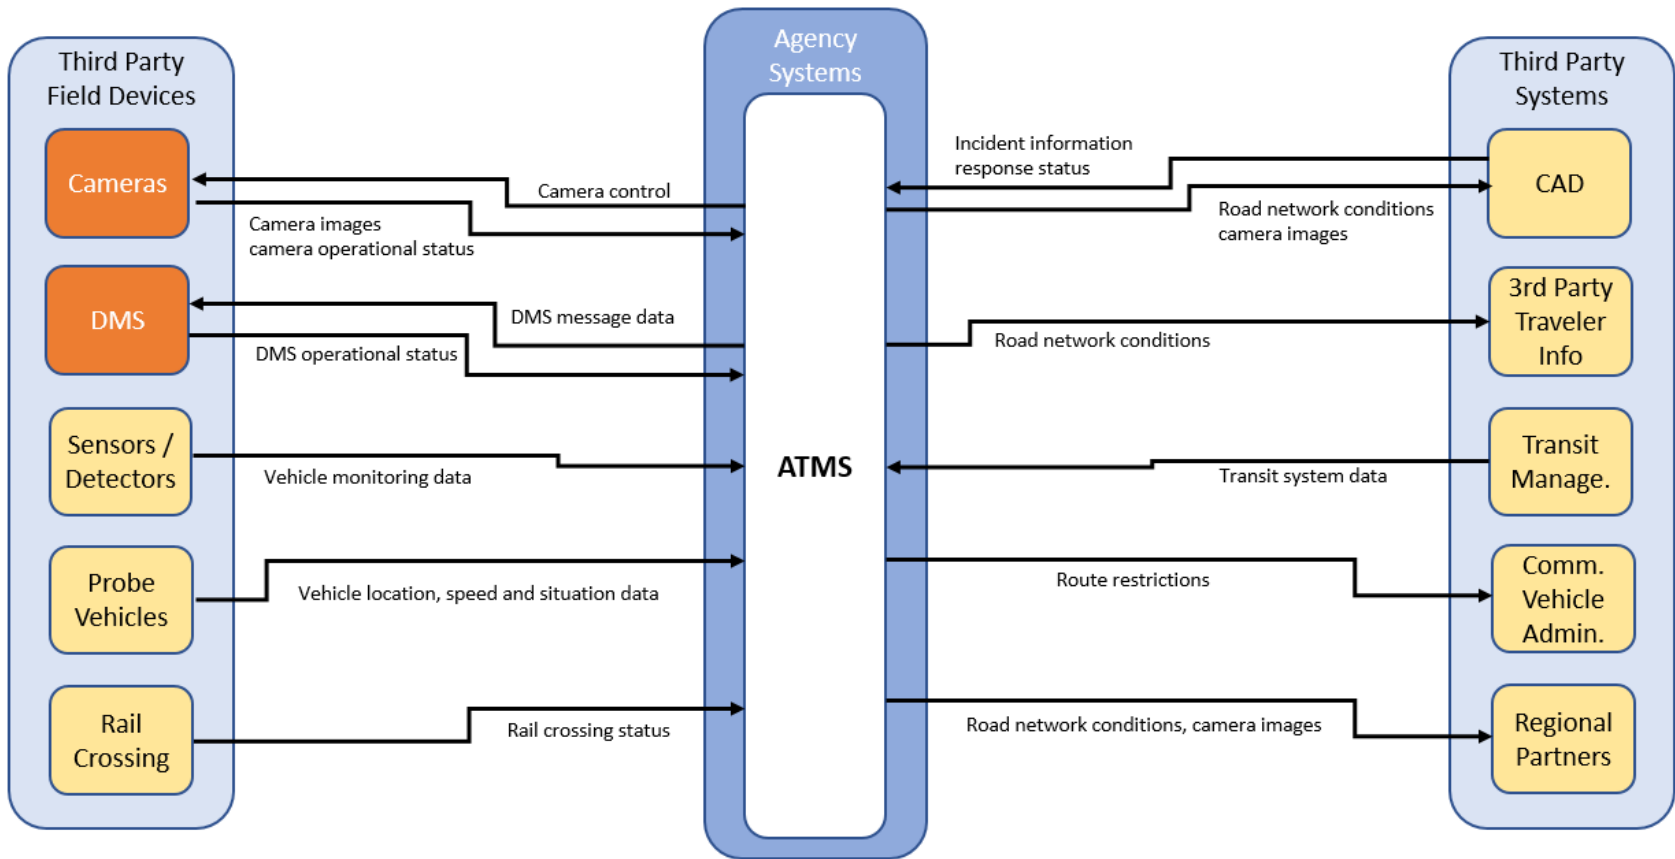 Third Party
Field Devices
Cameras
DMS
Sensors /
Detectors
Probe
Vehicles
Rail
Crossing
Camera control
Camera images
camera operational status
DMS message data
DMS operational status
Vehicle monitoring data
Vehicle location, speed and situation data
Rail crossing status
Agency
Systems
ATMS
Incident information
response status
Road network conditions
camera images
Road network conditions
Transit system data
Route restrictions
Road network conditions, camera images
Third Party
Systems
CAD
3rd Party
Traveler
Info
Transit
Manage.
Comm.
Vehicle
Admin.
Regional
Partners